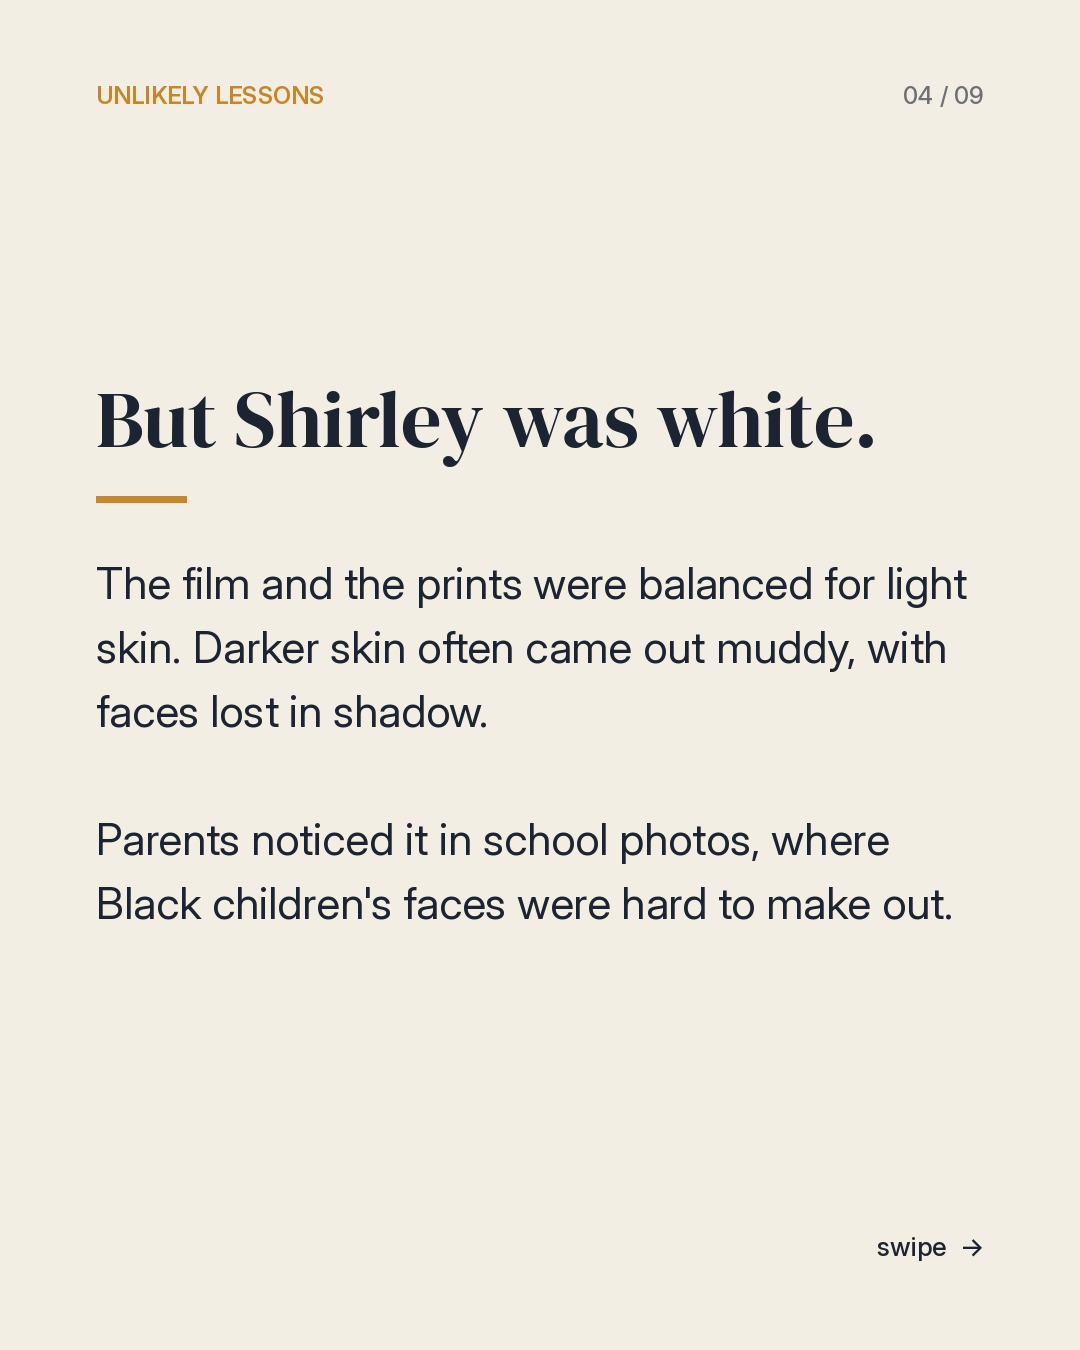 UNLIKELY LESSONS
04 / 09
But Shirley was white.
The film and the prints were balanced for light
skin. Darker skin often came out muddy, with
faces lost in shadow.
Parents noticed it in school photos, where
Black children's faces were hard to make out.
swipe →